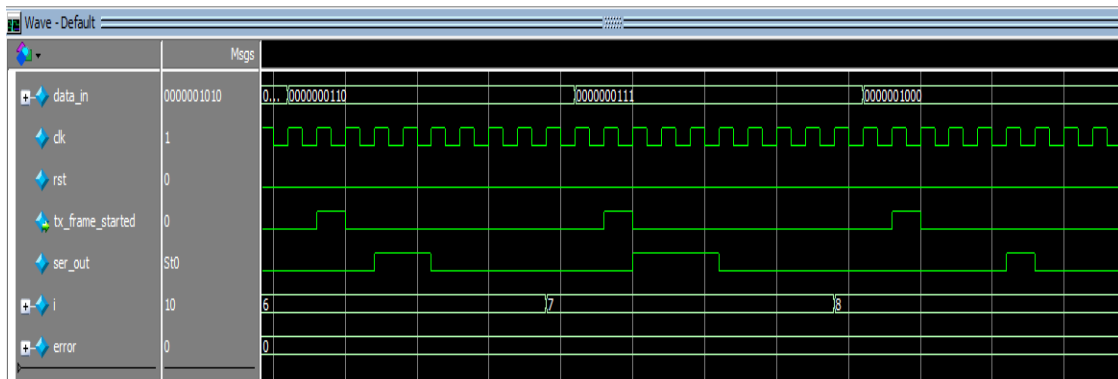 Wave - Default
Msgs
data_in 0000001010 0... 0000000110 0000000111 0000001000
clk 1
rst 0
tx_frame_started 0
ser_out St0
i 10 6 7 8
error 0 0